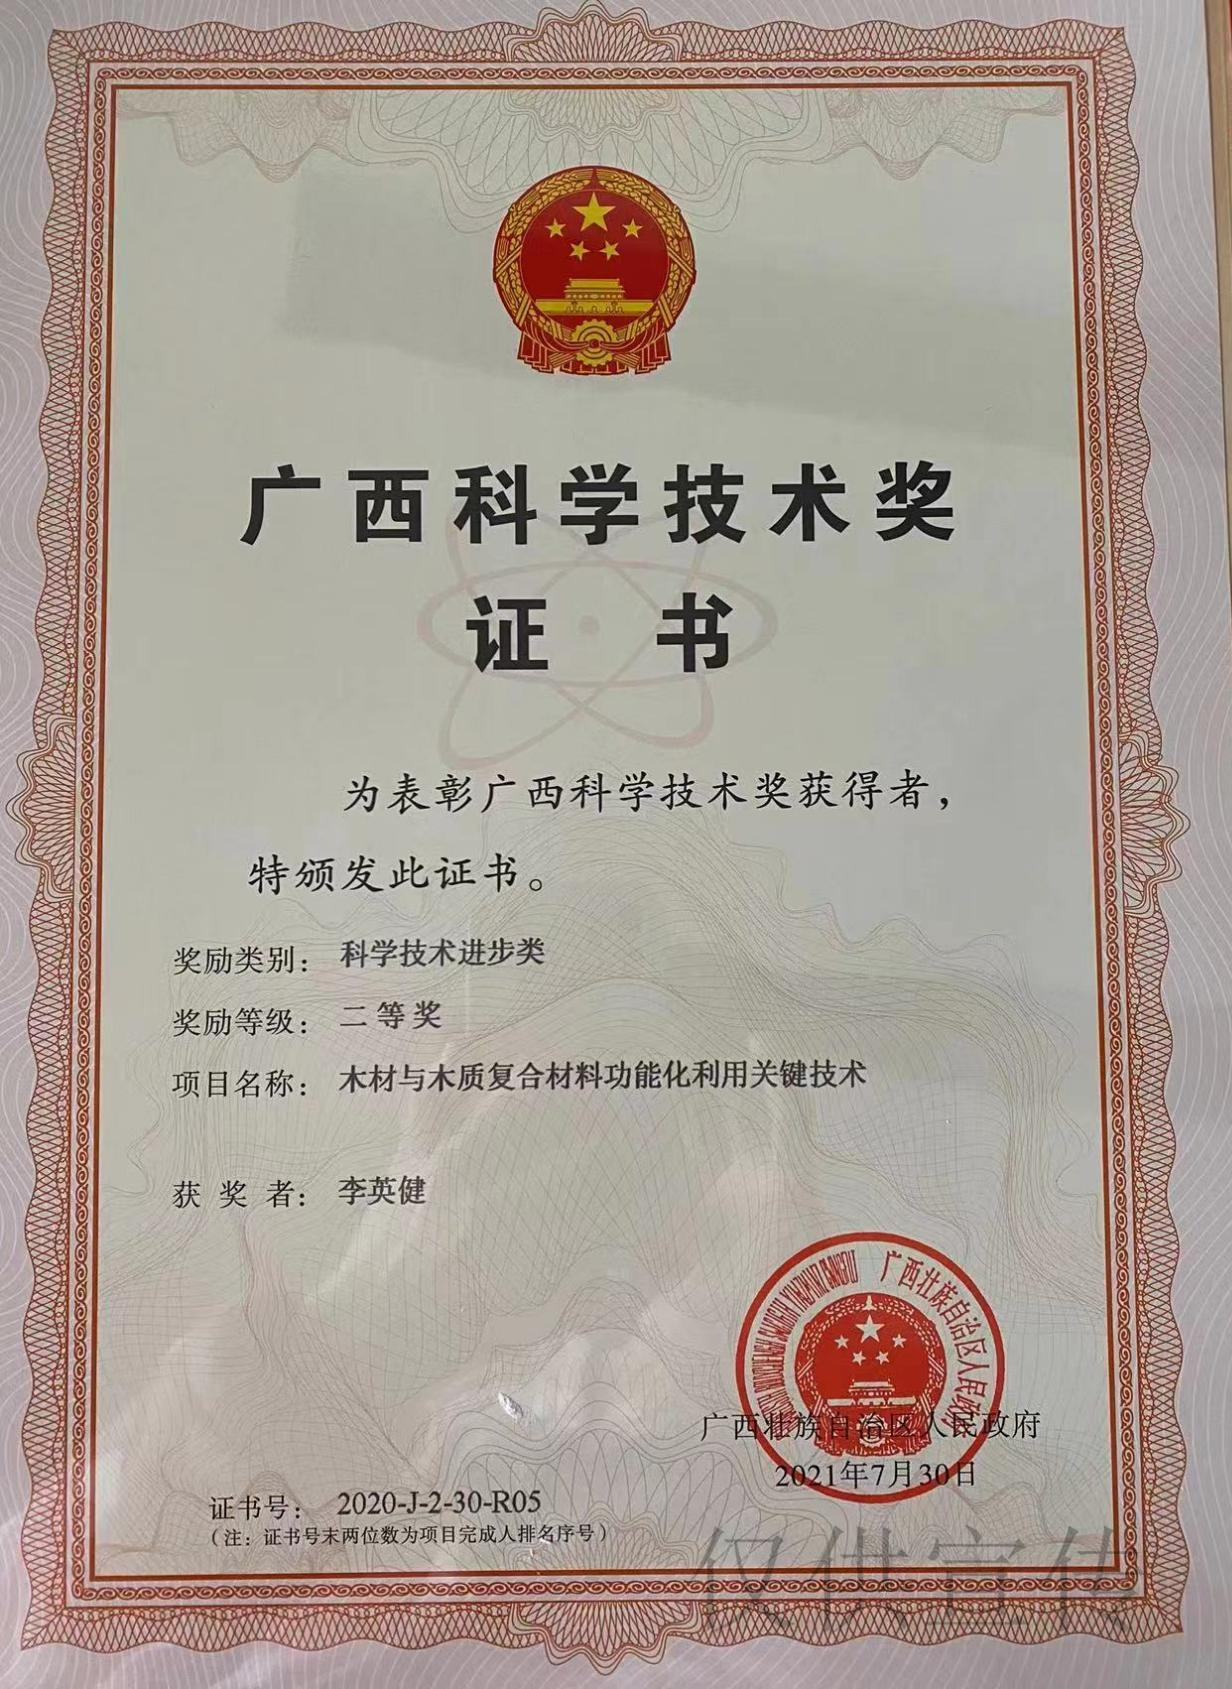 广西科学技术奖
证书
为表彰广西科学技术奖获得者，
特颁发此证书。
奖励类别： 科学技术进步类
奖励等级： 二等奖
项目名称： 木材与木质复合材料功能化利用关键技术
获奖者： 李英健
广西壮族自治区人民政府
广西壮族自治区人民政府
2021年7月30日
证书号： 2020-J-2-30-R05
（注：证书号末两位数为项目完成人排名序号）
仅供宣传